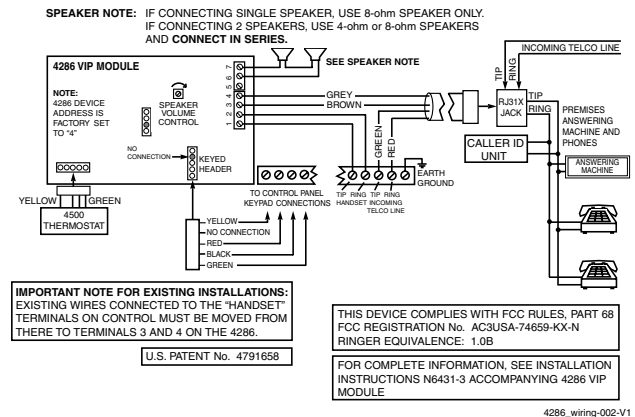 SPEAKER NOTE: IF CONNECTING SINGLE SPEAKER, USE 8-ohm SPEAKER ONLY.
IF CONNECTING 2 SPEAKERS, USE 4-ohm or 8-ohm SPEAKERS
AND CONNECT IN SERIES.
4286 VIP MODULE
NOTE:
4286 DEVICE
ADDRESS IS
FACTORY SET
TO “4”
SPEAKER
VOLUME
CONTROL
NO
CONNECTION
KEYED
HEADER
7
6
5
4
3
2
1
SEE SPEAKER NOTE
GREY
BROWN
GREEN
RED
TIP
RING
INCOMING TELCO LINE
RJ31X
JACK
TIP
RING
PREMISES
ANSWERING
MACHINE AND
PHONES
CALLER ID
UNIT
ANSWERING
MACHINE
EARTH
GROUND
TIP RING TIP RING
HANDSET INCOMING
TELCO LINE
TO CONTROL PANEL
KEYPAD CONNECTIONS
YELLOW GREEN
4500
THERMOSTAT
YELLOW
NO CONNECTION
RED
BLACK
GREEN
IMPORTANT NOTE FOR EXISTING INSTALLATIONS:
EXISTING WIRES CONNECTED TO THE “HANDSET”
TERMINALS ON CONTROL MUST BE MOVED FROM
THERE TO TERMINALS 3 AND 4 ON THE 4286.
U.S. PATENT No. 4791658
THIS DEVICE COMPLIES WITH FCC RULES, PART 68
FCC REGISTRATION No. AC3USA-74659-KX-N
RINGER EQUIVALENCE: 1.0B
FOR COMPLETE INFORMATION, SEE INSTALLATION
INSTRUCTIONS N6431-3 ACCOMPANYING 4286 VIP
MODULE
4286_wiring-002-V1